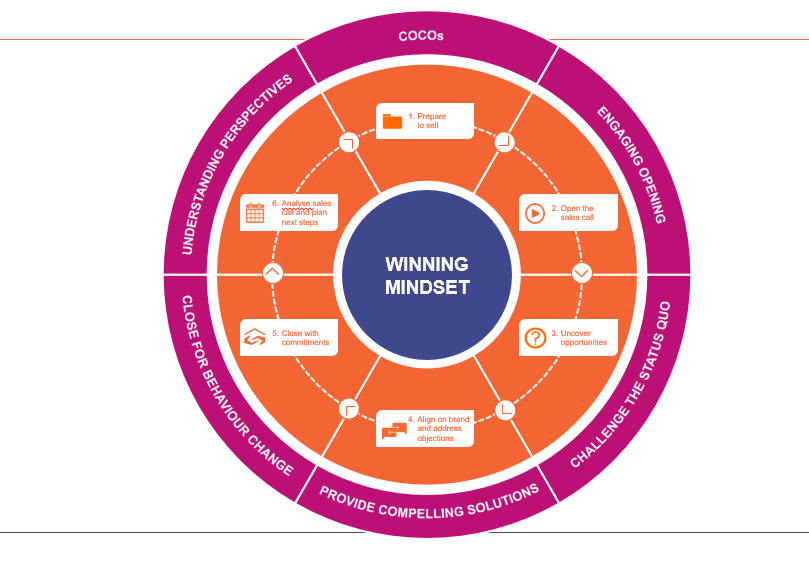 COCOs
ENGAGING OPENING
CHALLENGE THE STATUS QUO
PROVIDE COMPELLING SOLUTIONS
CLOSE FOR BEHAVIOUR CHANGE
UNDERSTANDING PERSPECTIVES
1. Prepare
to sell
2. Open the
sales call
3. Uncover
opportunities
4. Align on brand
and address
objections
5. Close with
commitments
6. Analyse sales
call and plan
next steps
WINNING
MINDSET